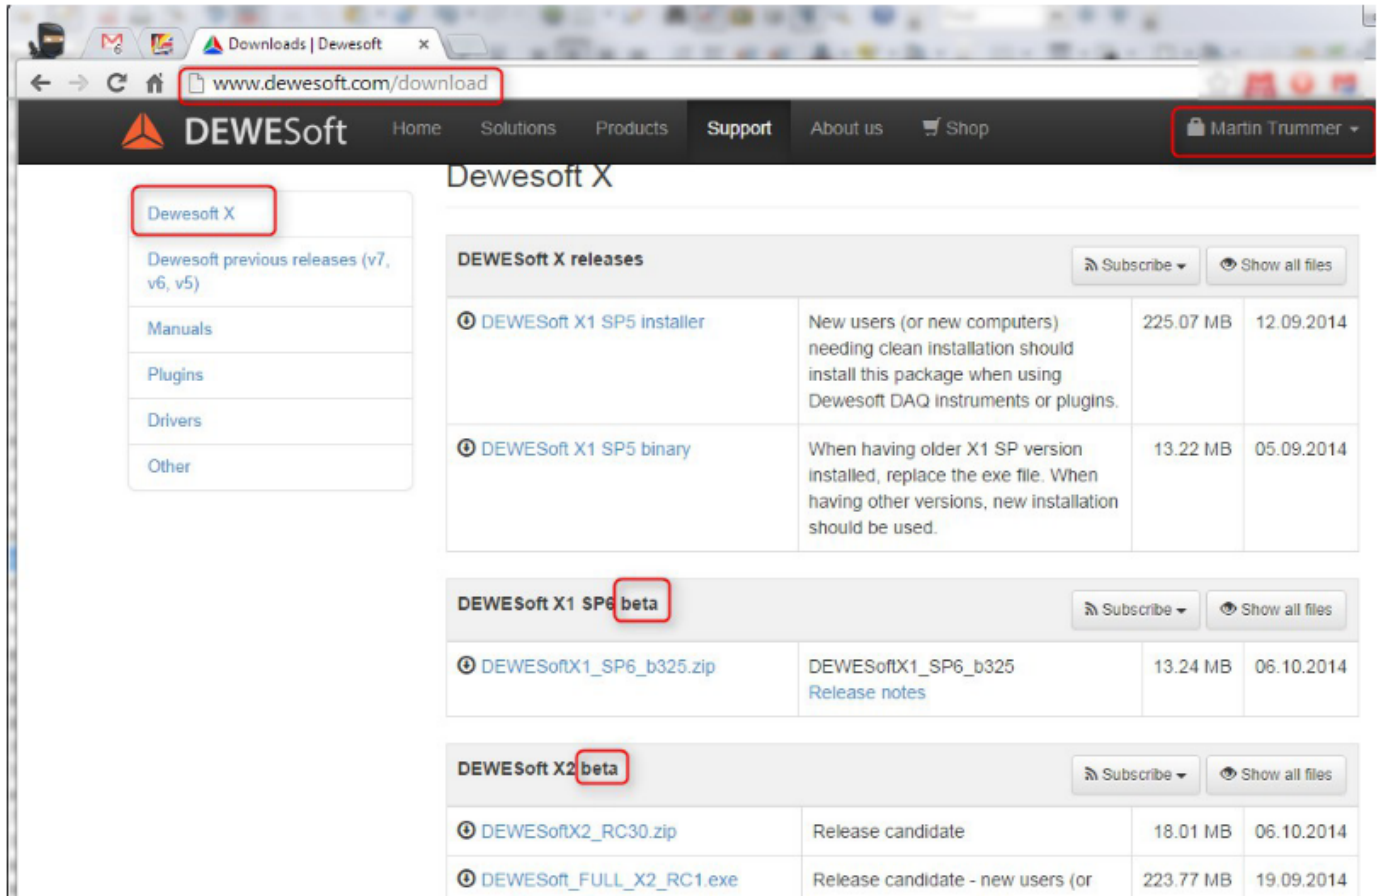 Downloads | Dewesoft
www.dewesoft.com/download
DEWESoft Home Solutions Products Support About us Shop Martin Trummer
Dewesoft X
Dewesoft X
Dewesoft previous releases (v7,
v6, v5)
Manuals
Plugins
Drivers
Other
DEWESoft X releases Subscribe Show all files
DEWESoft X1 SP5 installer New users (or new computers) 225.07 MB 12.09.2014
needing clean installation should
install this package when using
Dewesoft DAQ instruments or plugins.
DEWESoft X1 SP5 binary When having older X1 SP version 13.22 MB 05.09.2014
installed, replace the exe file. When
having other versions, new installation
should be used.
DEWESoft X1 SP6 beta Subscribe Show all files
DEWESoftX1_SP6_b325.zip DEWESoftX1_SP6_b325 13.24 MB 06.10.2014
Release notes
DEWESoft X2 beta Subscribe Show all files
DEWESoftX2_RC30.zip Release candidate 18.01 MB 06.10.2014
DEWESoft_FULL_X2_RC1.exe Release candidate - new users (or 223.77 MB 19.09.2014